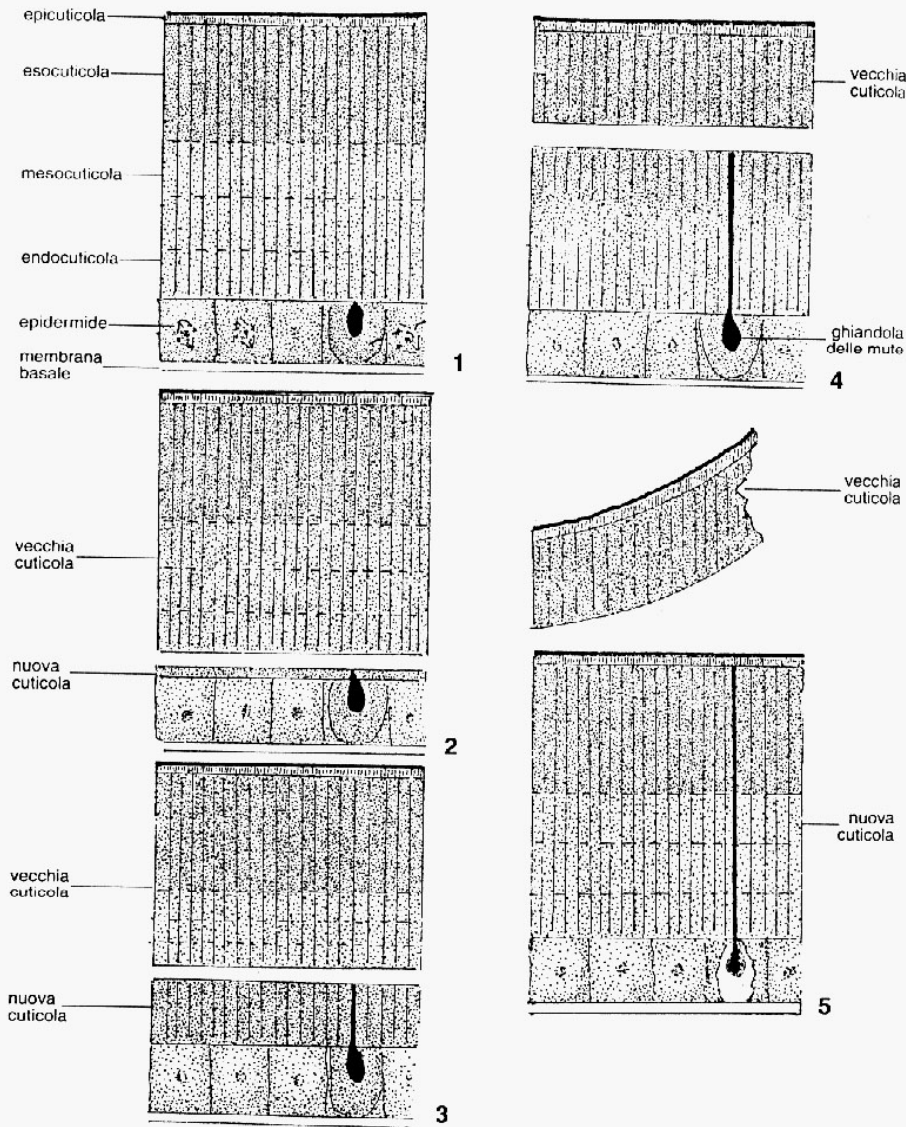 epicuticola
esocuticola
mesocuticola
endocuticola
epidermide
membrana
basale
1
vecchia
cuticola
nuova
cuticola
2
vecchia
cuticola
nuova
cuticola
3
vecchia
cuticola
ghiandola
delle mute
4
vecchia
cuticola
nuova
cuticola
5